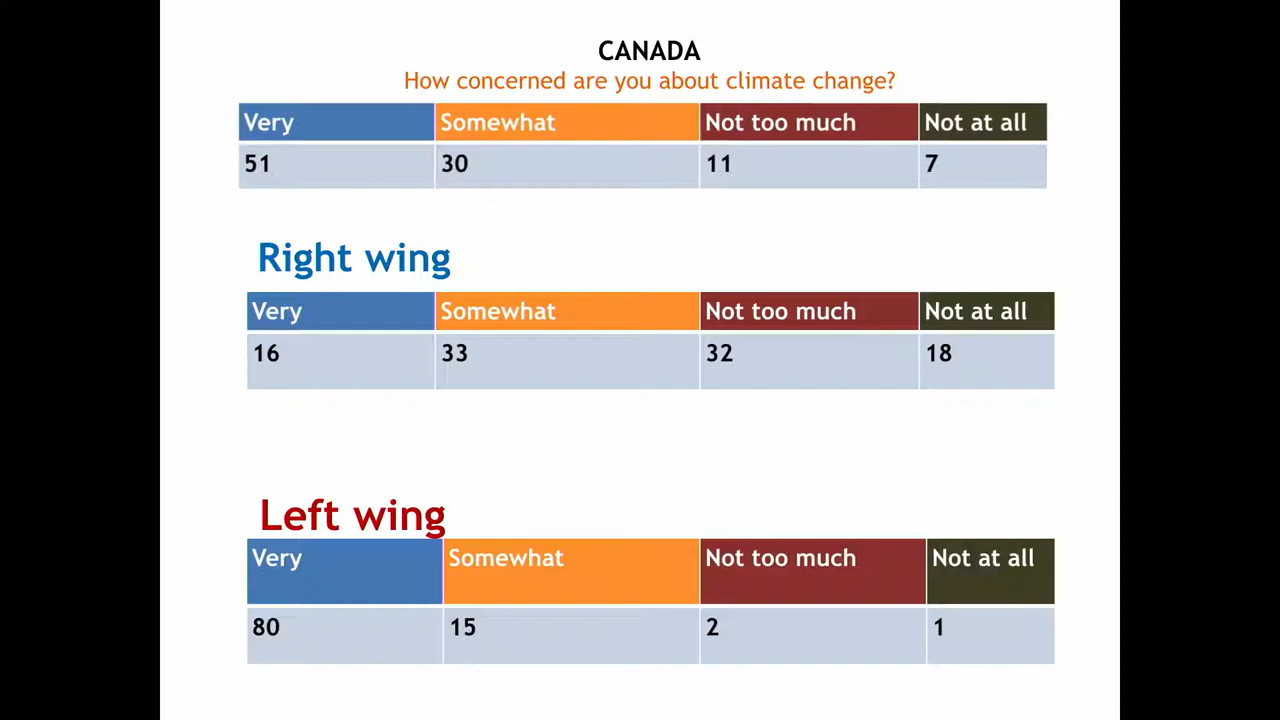 CANADA
How concerned are you about climate change?
Very Somewhat Not too much Not at all
51 30 11 7
Right wing
Very Somewhat Not too much Not at all
16 33 32 18
Left wing
Very Somewhat Not too much Not at all
80 15 2 1